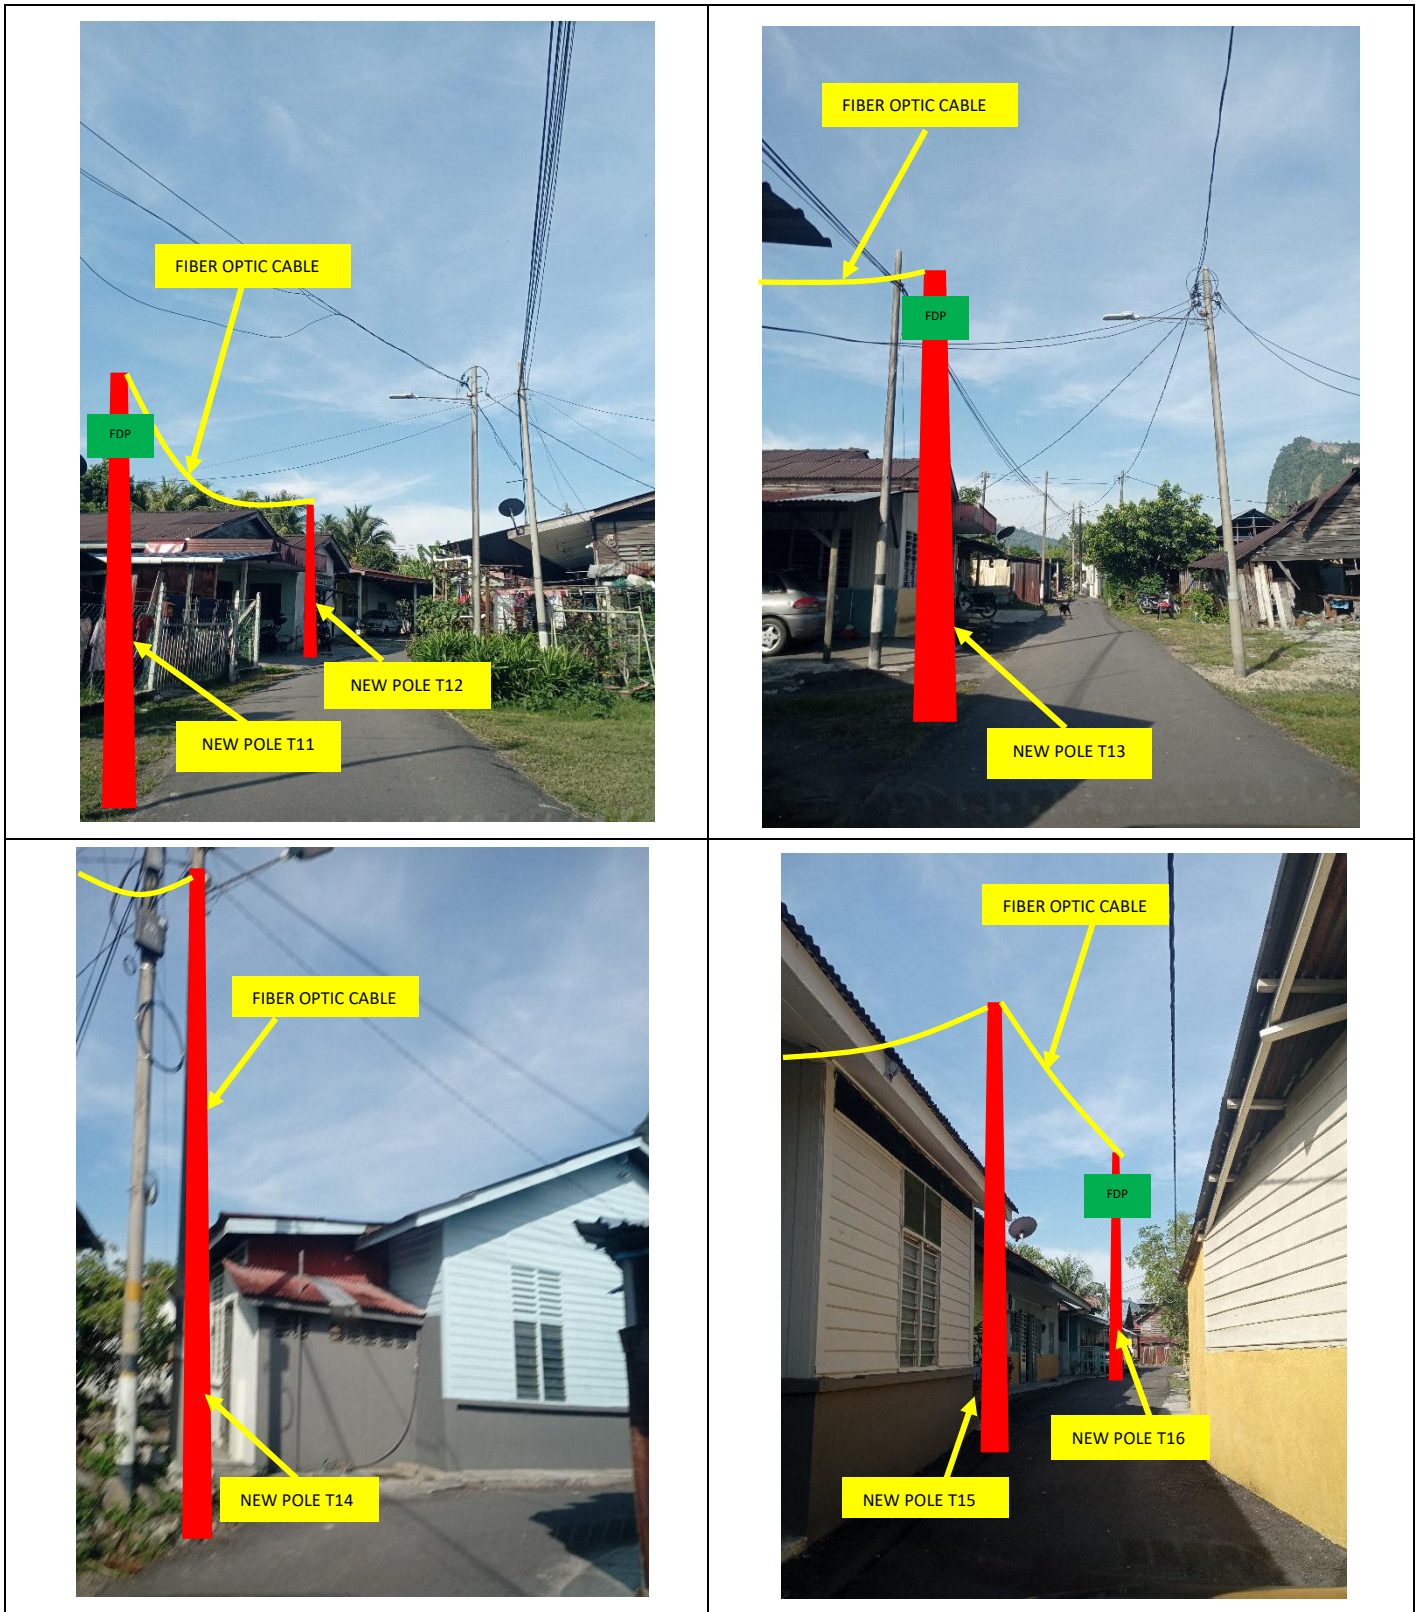 FIBER OPTIC CABLE
FDP
NEW POLE T12
NEW POLE T11
FIBER OPTIC CABLE
FDP
NEW POLE T13
FIBER OPTIC CABLE
NEW POLE T14
FIBER OPTIC CABLE
FDP
NEW POLE T16
NEW POLE T15